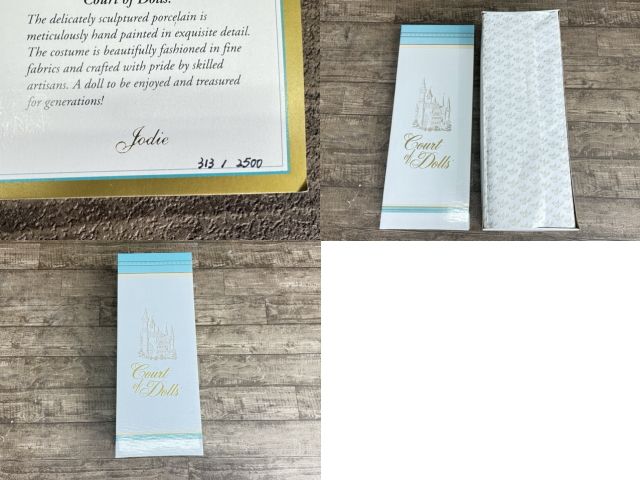 Court of Dolls.
The delicately sculptured porcelain is
meticulously hand painted in exquisite detail.
The costume is beautifully fashioned in fine
fabrics and crafted with pride by skilled
artisans. A doll to be enjoyed and treasured
for generations!
Jodie
313 / 2500
Court
of Dolls
Court
of Dolls